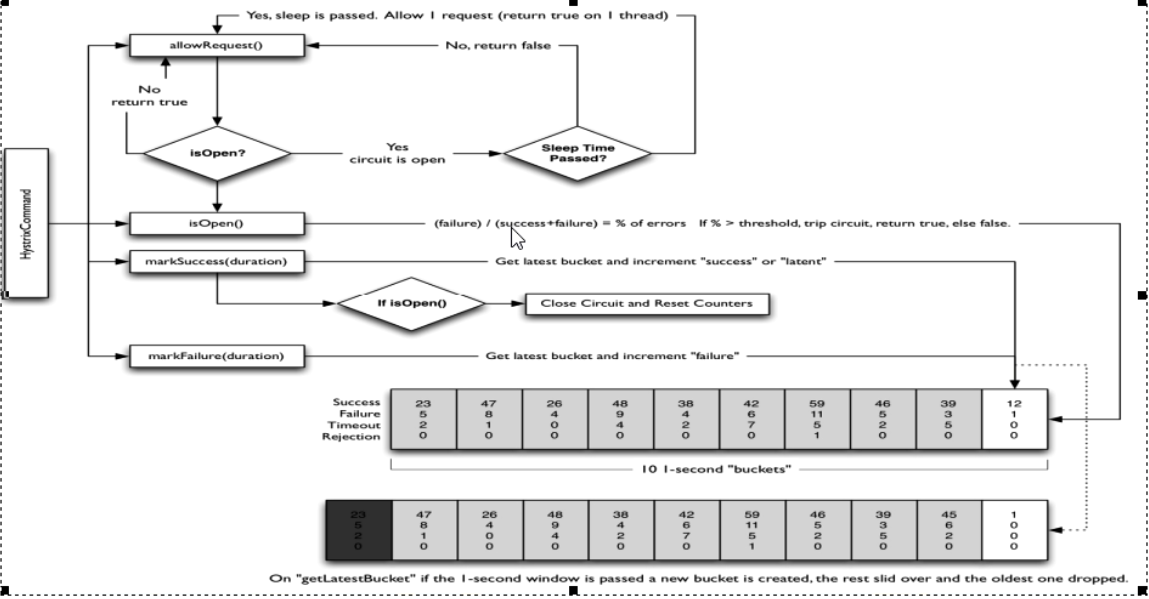 Yes, sleep is passed. Allow 1 request (return true on 1 thread)
allowRequest()
No, return false
No
return true
isOpen?
Yes
circuit is open
Sleep Time
Passed?
HystrixCommand
isOpen()
(failure) / (success+failure) = % of errors If % > threshold, trip circuit, return true, else false.
markSuccess(duration)
Get latest bucket and increment "success" or "latent"
If isOpen()
Close Circuit and Reset Counters
markFailure(duration)
Get latest bucket and increment "failure"
Success 23 47 26 48 38 42 59 46 39 12
Failure 5 8 4 9 4 6 11 5 3 1
Timeout 2 1 0 4 2 7 5 2 5 0
Rejection 0 0 0 0 0 0 1 0 0 0
10 1-second "buckets"
23 47 26 48 38 42 59 46 39 45 1
5 8 4 9 4 6 11 5 3 6 0
2 1 0 4 2 7 5 2 5 2 0
0 0 0 0 0 0 1 0 0 0 0
On "getLatestBucket" if the 1-second window is passed a new bucket is created, the rest slid over and the oldest one dropped.